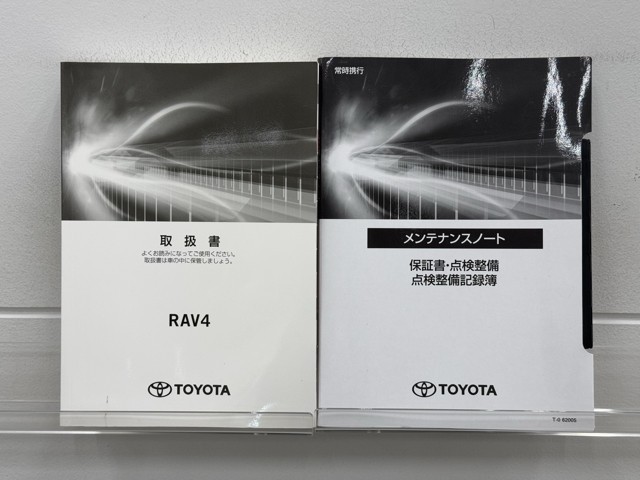 取扱書
よくお読みになってご使用ください。
取扱書は車の中に保管しましょう。
RAV4
TOYOTA
常時携行
メンテナンスノート
保証書・点検整備
点検整備記録簿
TOYOTA